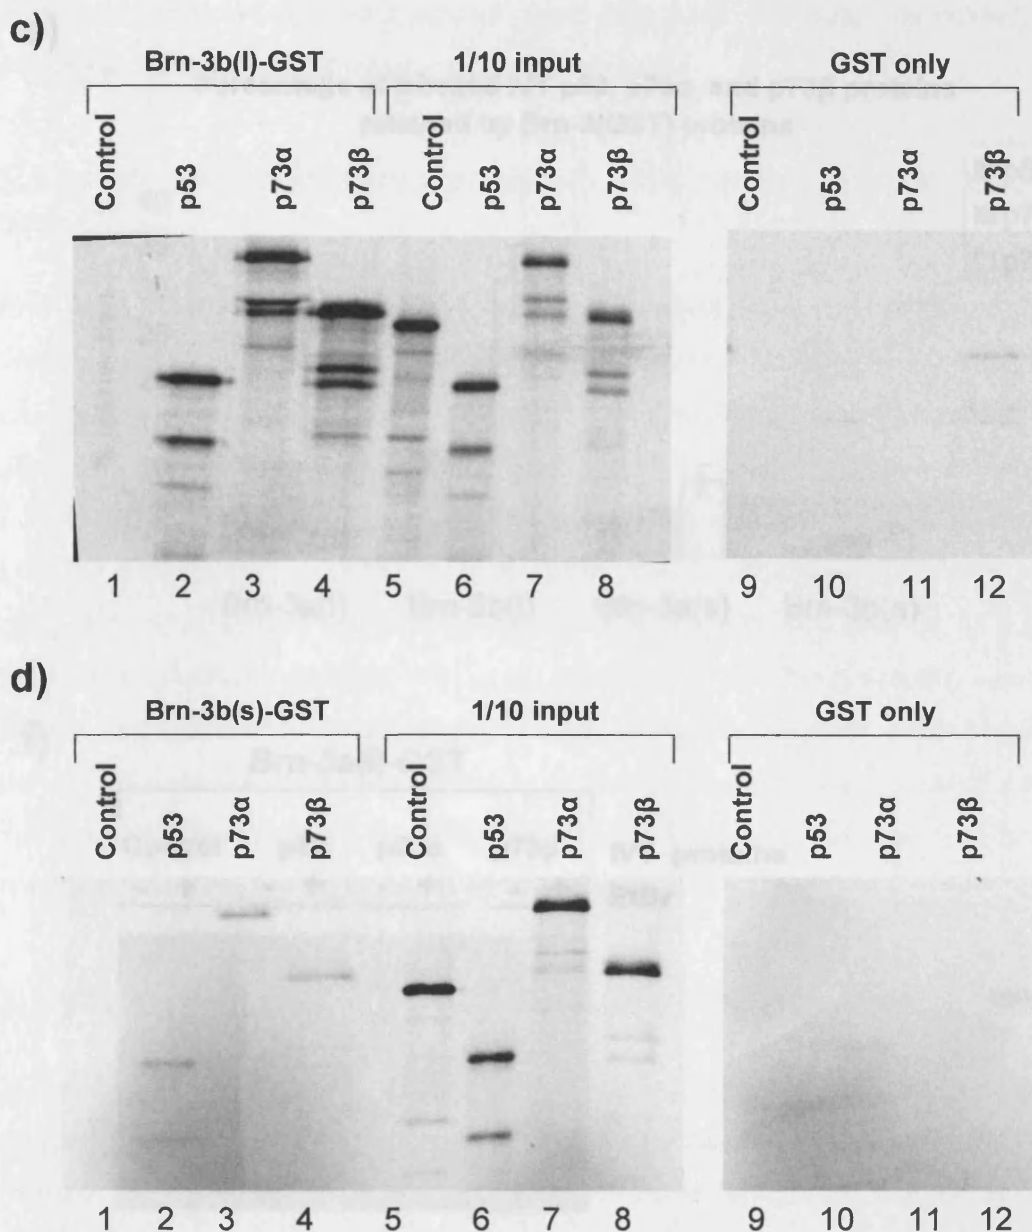 c)
Brn-3b(l)-GST 1/10 input GST only
Control p53 p73α p73β Control p53 p73α p73β Control p53 p73α p73β
1 2 3 4 5 6 7 8 9 10 11 12
d)
Brn-3b(s)-GST 1/10 input GST only
Control p53 p73α p73β Control p53 p73α p73β Control p53 p73α p73β
1 2 3 4 5 6 7 8 9 10 11 12